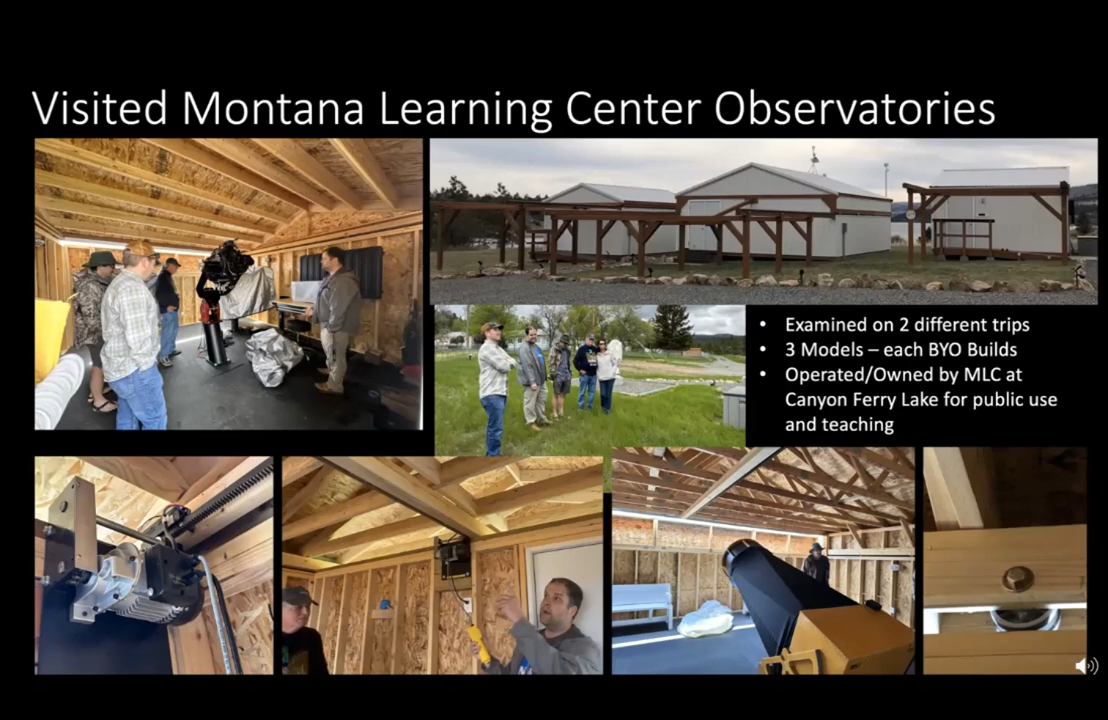 Visited Montana Learning Center Observatories
• Examined on 2 different trips
• 3 Models – each BYO Builds
• Operated/Owned by MLC at
Canyon Ferry Lake for public use
and teaching